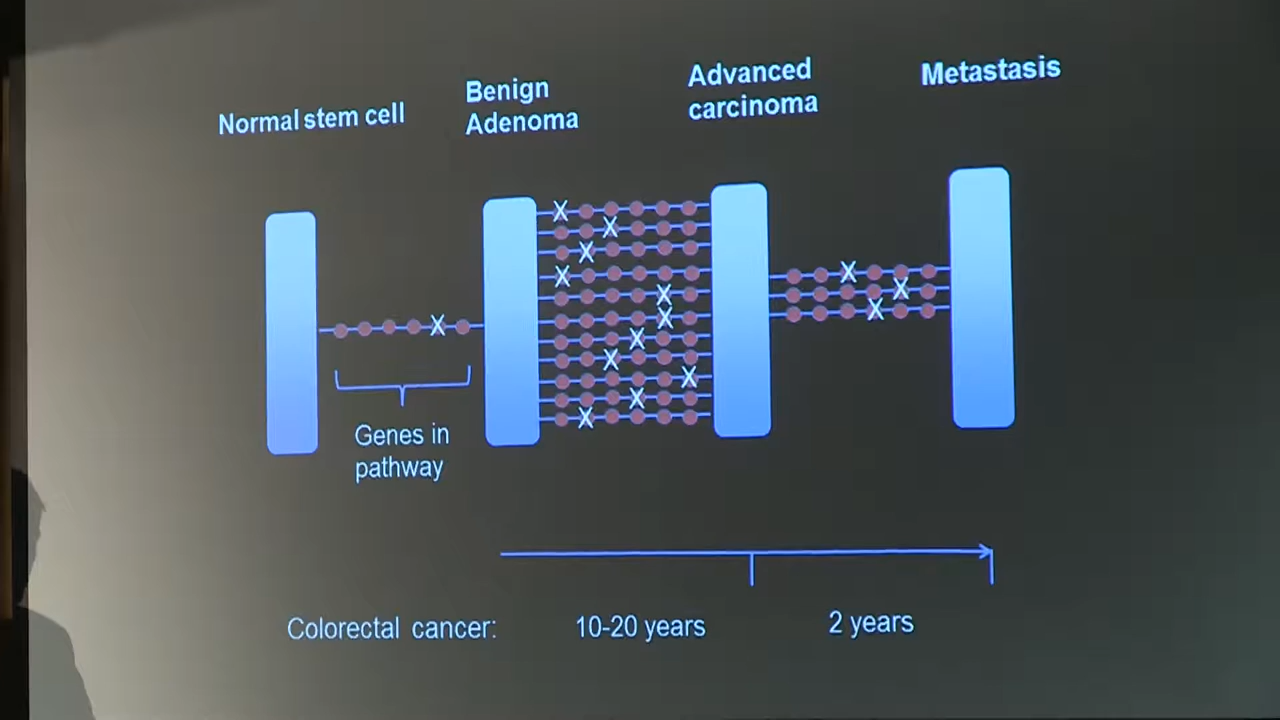 Normal stem cell
Benign
Adenoma
Advanced
carcinoma
Metastasis
Genes in
pathway
Colorectal cancer:
10-20 years
2 years